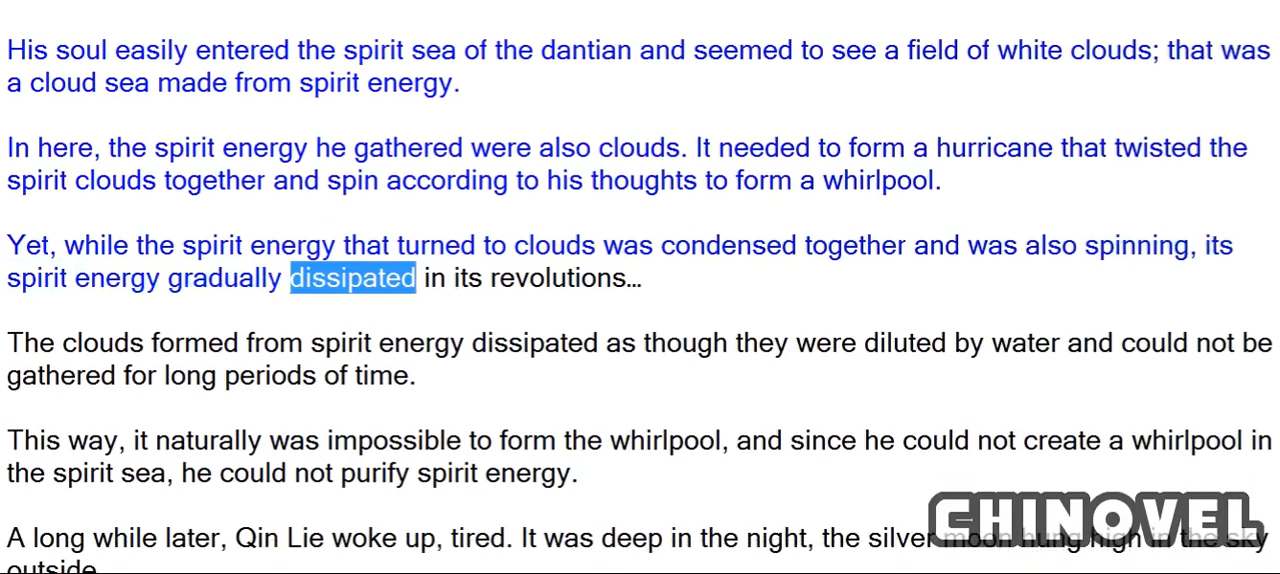 His soul easily entered the spirit sea of the dantian and seemed to see a field of white clouds; that was
a cloud sea made from spirit energy.
In here, the spirit energy he gathered were also clouds. It needed to form a hurricane that twisted the
spirit clouds together and spin according to his thoughts to form a whirlpool.
Yet, while the spirit energy that turned to clouds was condensed together and was also spinning, its
spirit energy gradually dissipated in its revolutions...
The clouds formed from spirit energy dissipated as though they were diluted by water and could not be
gathered for long periods of time.
This way, it naturally was impossible to form the whirlpool, and since he could not create a whirlpool in
the spirit sea, he could not purify spirit energy.
A long while later, Qin Lie woke up, tired. It was deep in the night, the silver moon hung high in the sky
outside.
CHINOVEL